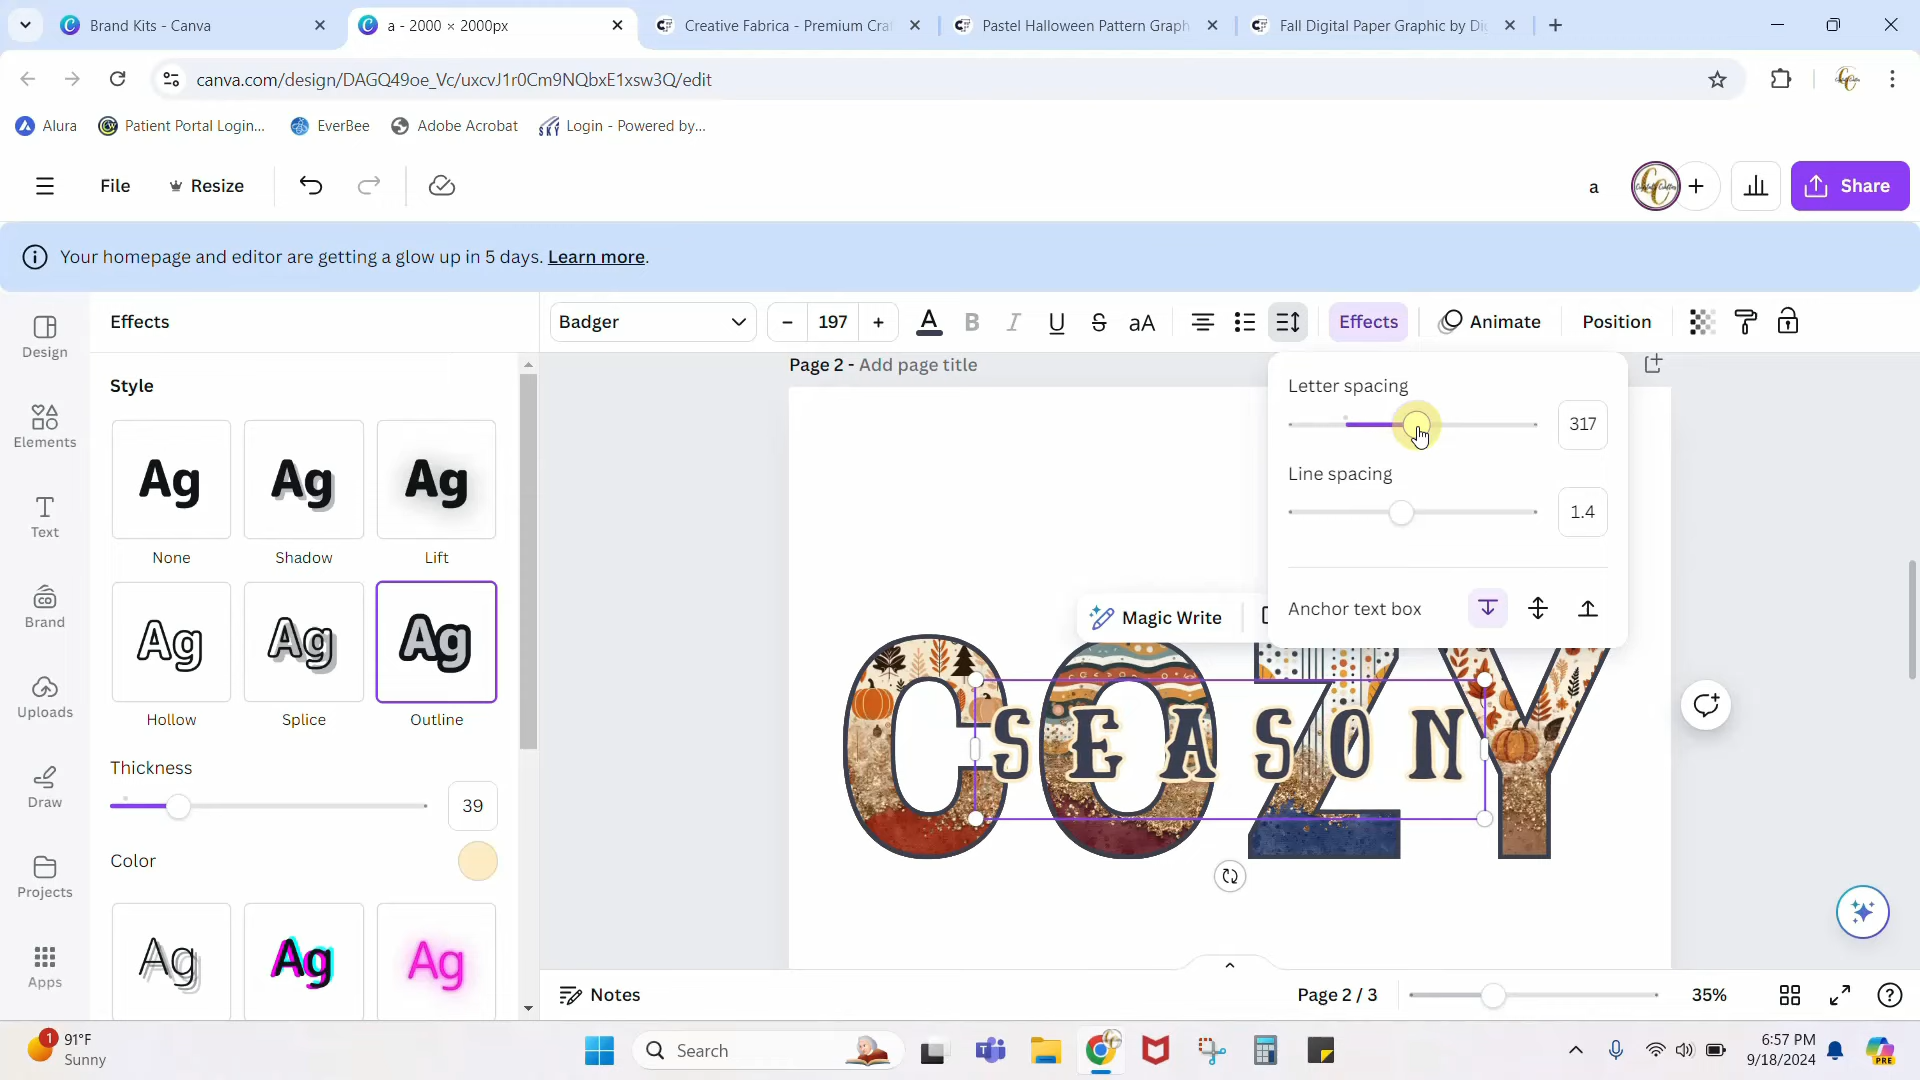 Brand Kits - Canva
a - 2000 × 2000px
Creative Fabrica - Premium Cra
Pastel Halloween Pattern Graph
Fall Digital Paper Graphic by Di
canva.com/design/DAGQ49oe_Vc/uxcvJ1r0Cm9NQbxE1xsw3Q/edit
Alura
Patient Portal Login...
EverBee
Adobe Acrobat
Login - Powered by...
File
Resize
a
Share
Your homepage and editor are getting a glow up in 5 days. Learn more.
Design
Elements
Text
Brand
Uploads
Draw
Projects
Apps
Effects
Style
Ag
Ag
Ag
None
Shadow
Lift
Ag
Ag
Ag
Hollow
Splice
Outline
Thickness
39
Color
Ag
Ag
Ag
Badger
197
A
B
I
U
S
aA
Effects
Animate
Position
Page 2 - Add page title
Letter spacing
317
Line spacing
1.4
Anchor text box
Magic Write
COZY
SEASON
Notes
Page 2 / 3
35%
1
91°F
Sunny
Search
6:57 PM
9/18/2024
PRE